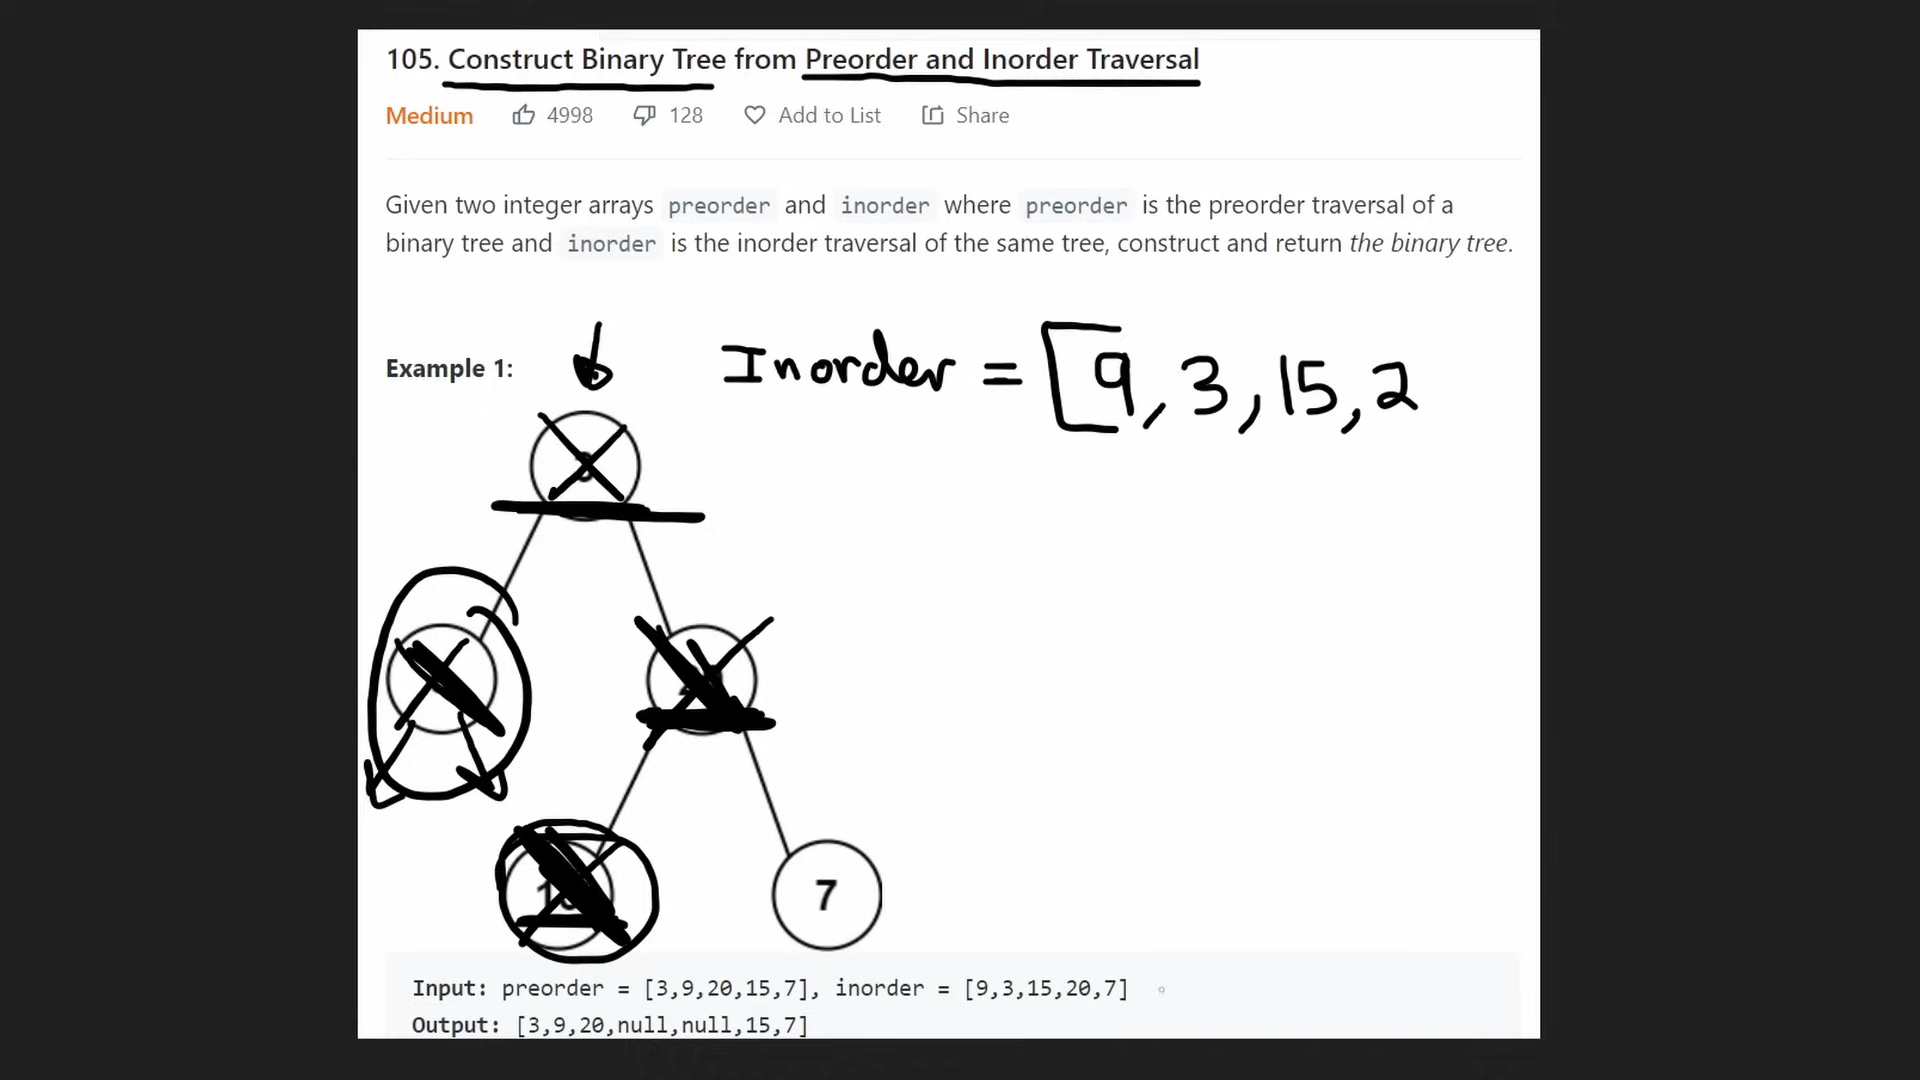 105. Construct Binary Tree from Preorder and Inorder Traversal
Medium 4998 128 Add to List Share
Given two integer arrays preorder and inorder where preorder is the preorder traversal of a
binary tree and inorder is the inorder traversal of the same tree, construct and return the binary tree.
Example 1:
Inorder = [9, 3, 15, 2
7
Input: preorder = [3,9,20,15,7], inorder = [9,3,15,20,7]
Output: [3,9,20,null,null,15,7]